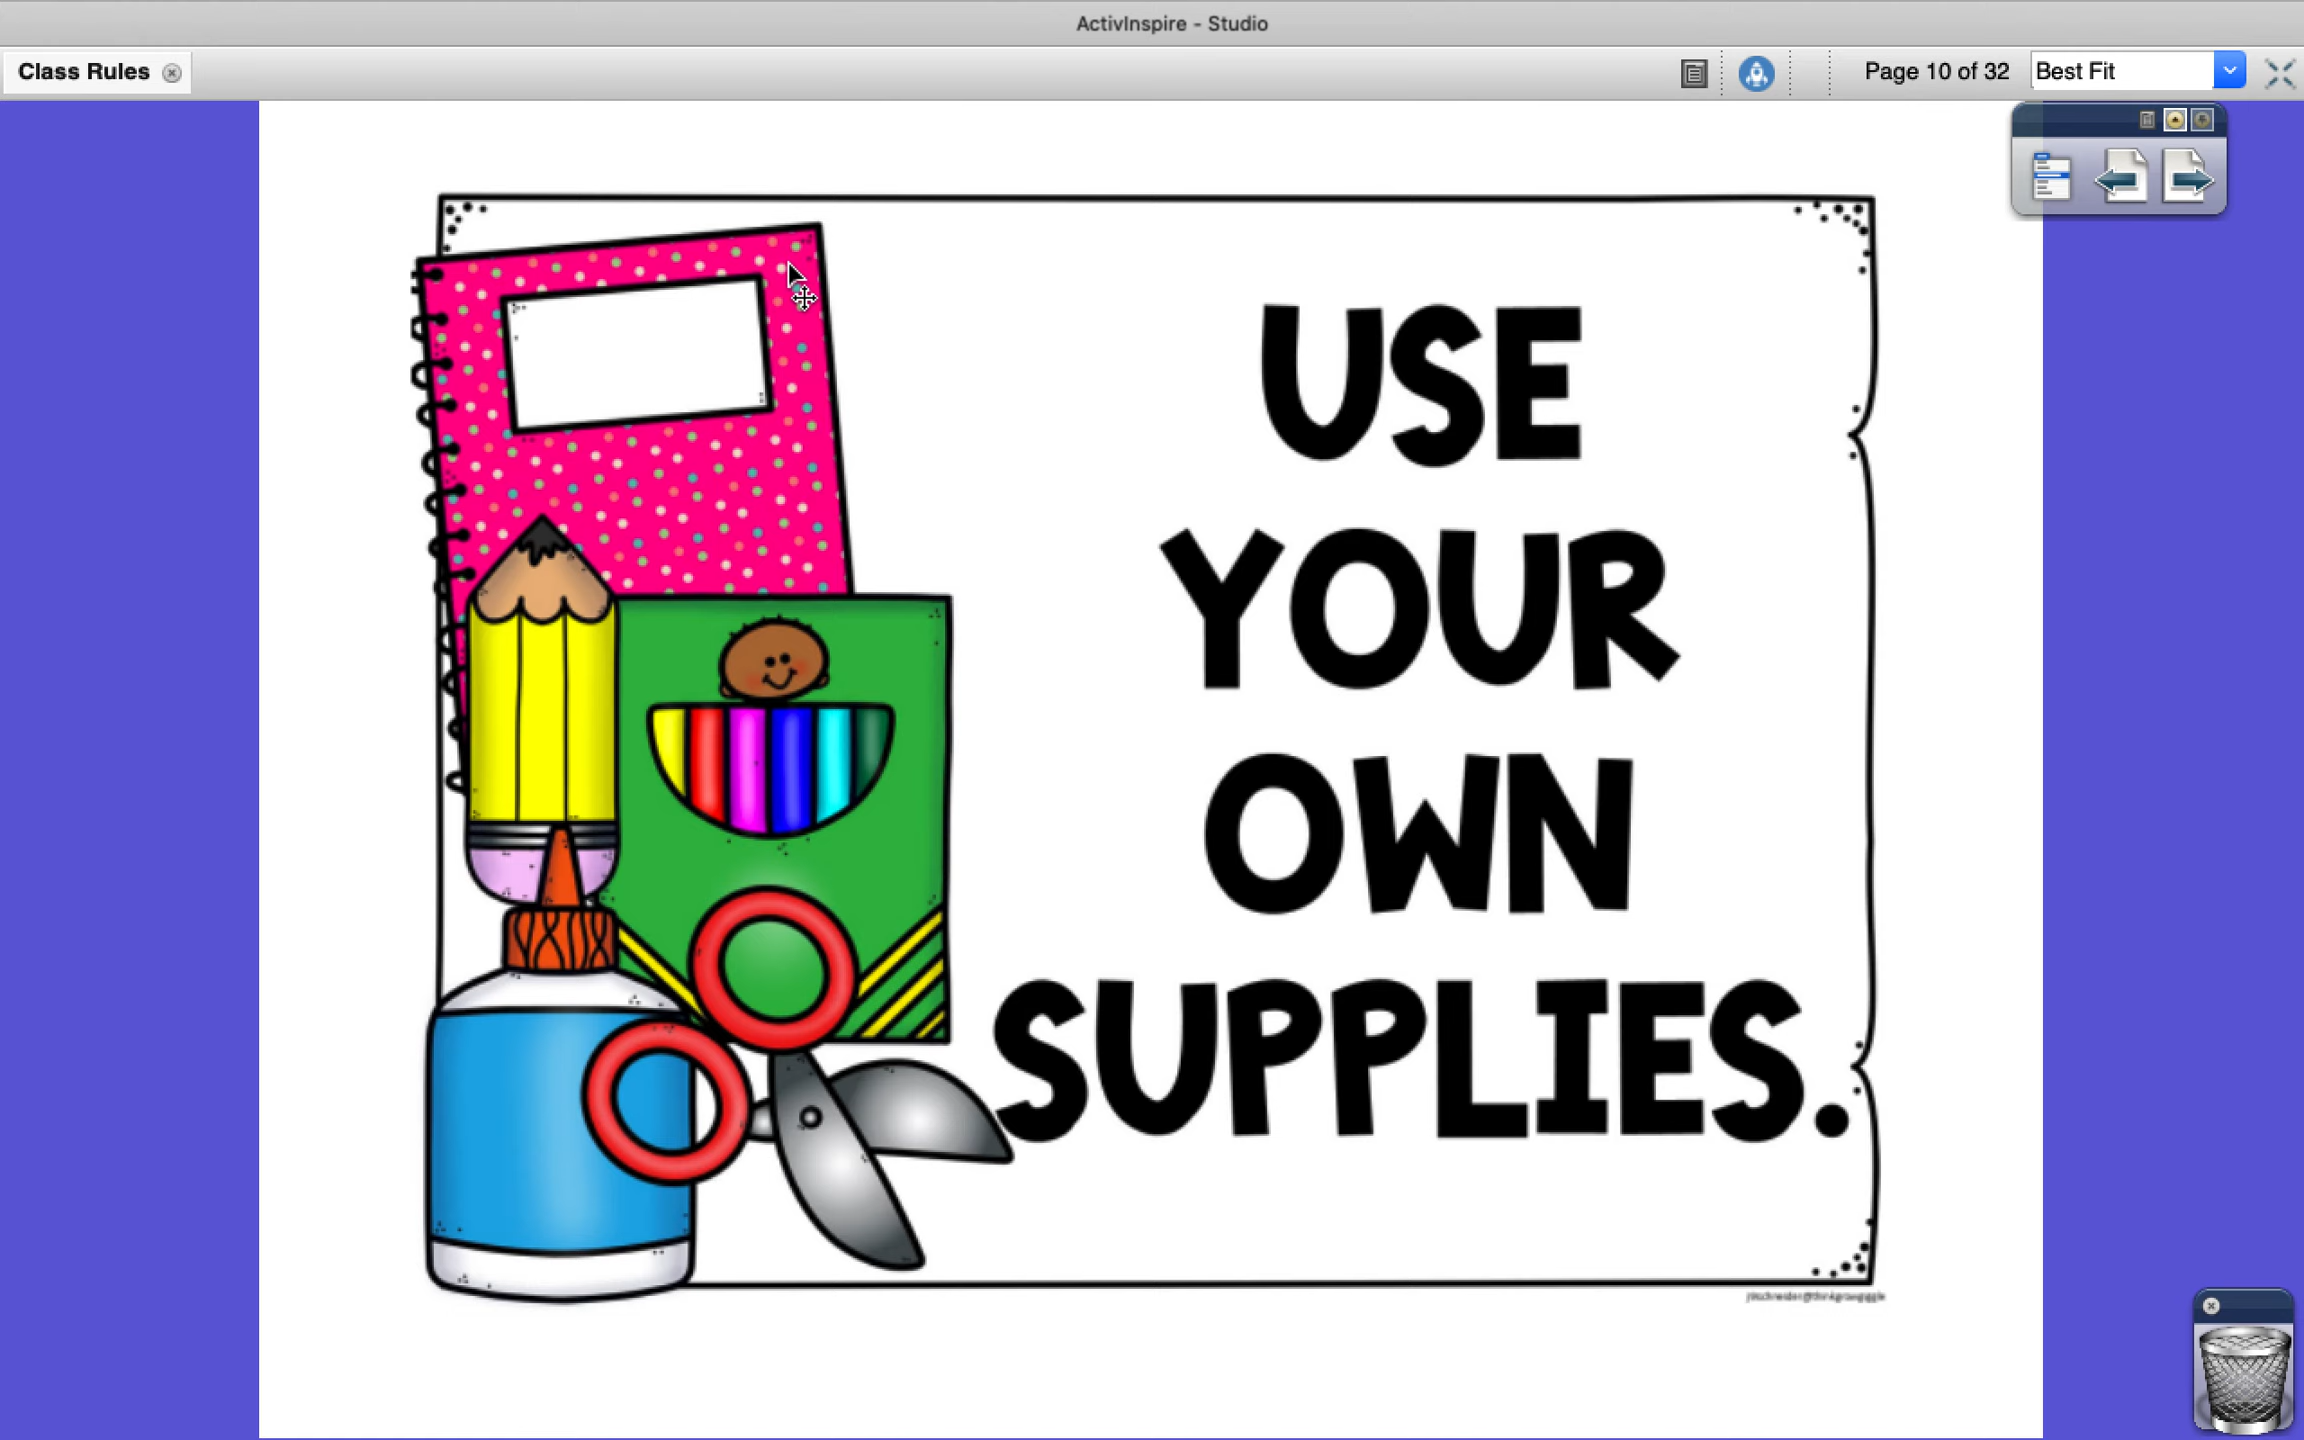 ActivInspire - Studio
Class Rules
Page 10 of 32
Best Fit
USE
YOUR
OWN
SUPPLIES.